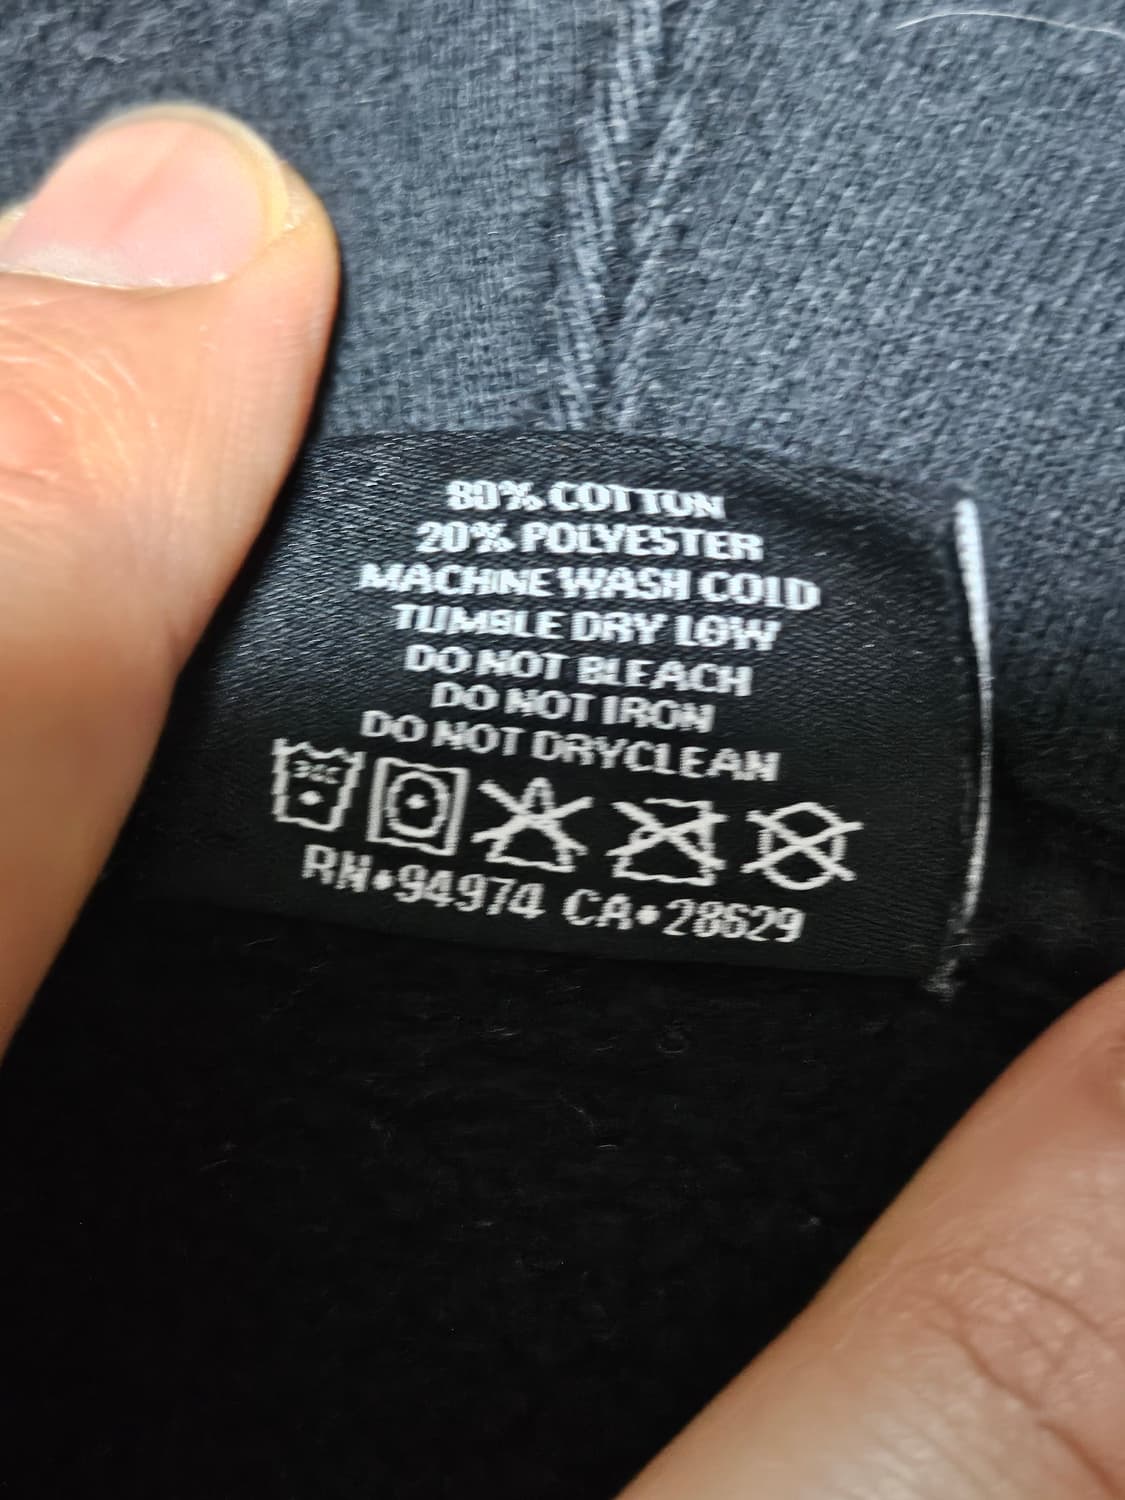 80% COTTON
20% POLYESTER
MACHINE WASH COLD
TUMBLE DRY LOW
DO NOT BLEACH
DO NOT IRON
DO NOT DRYCLEAN
RN•94974 CA•28629